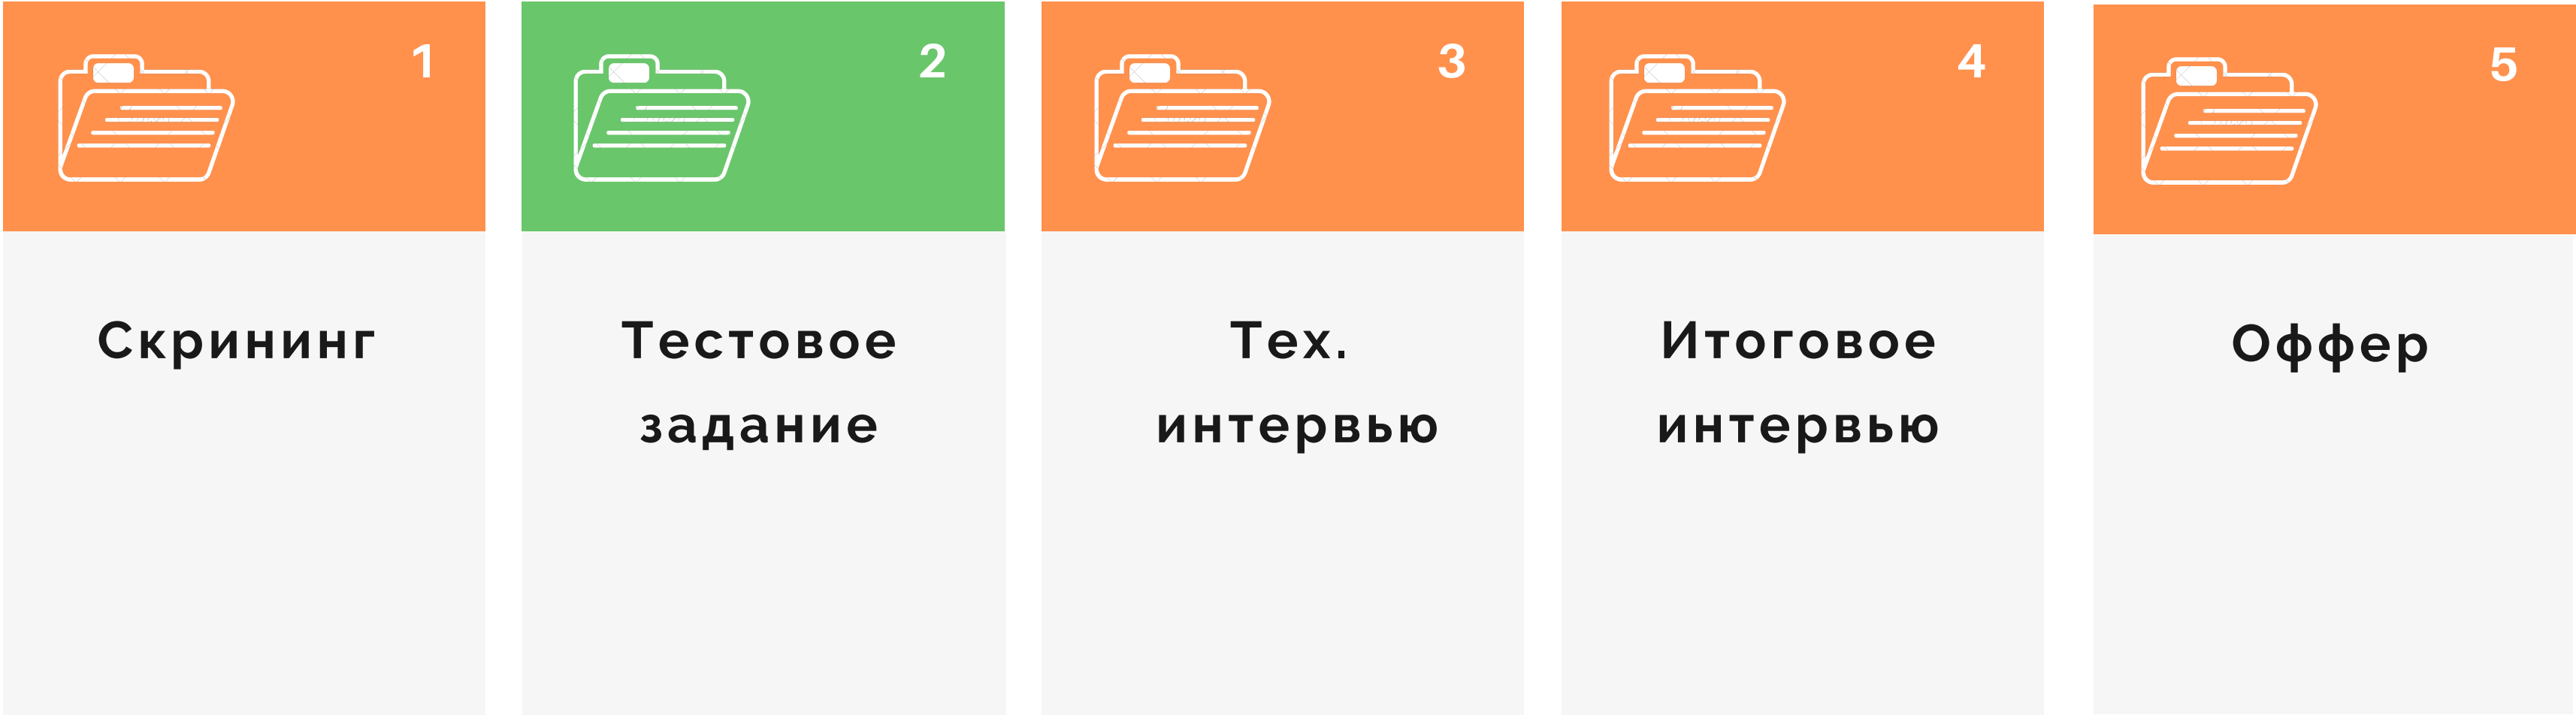 1
Скрининг
2
Тестовое
задание
3
Тех.
интервью
4
Итоговое
интервью
5
Оффер